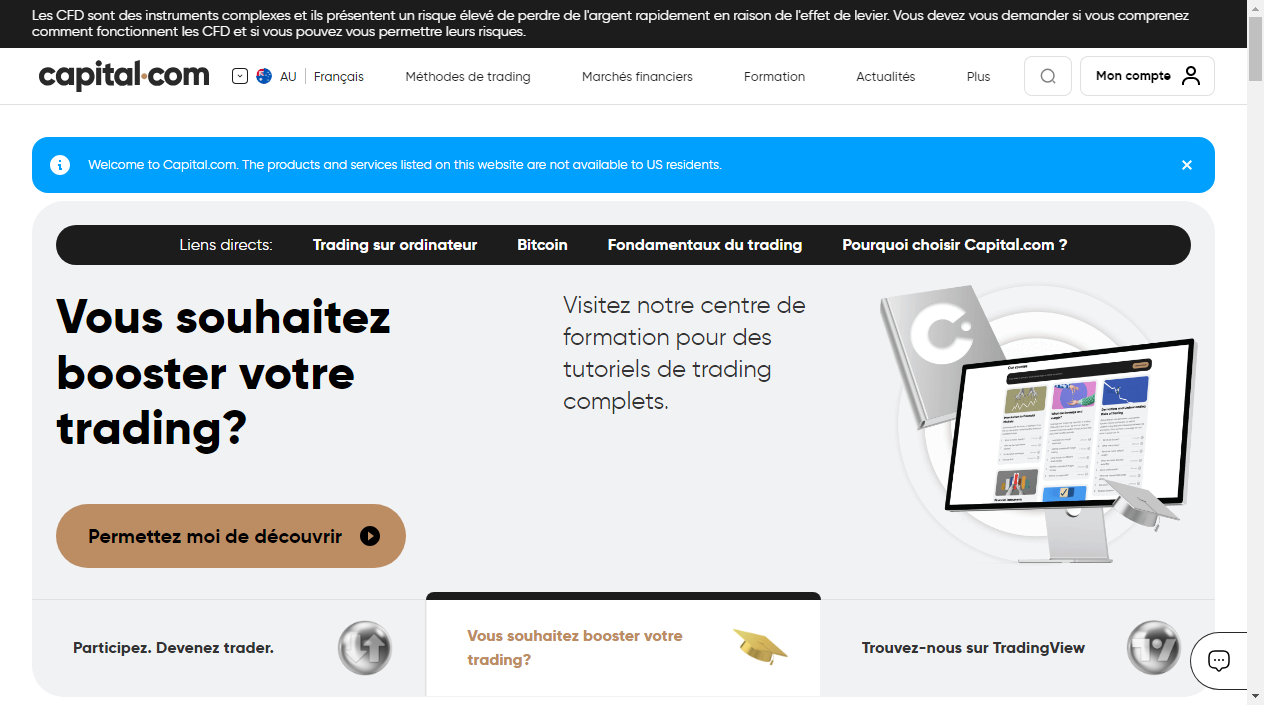 Les CFD sont des instruments complexes et ils présentent un risque élevé de perdre de l'argent rapidement en raison de l'effet de levier. Vous devez vous demander si vous comprenez
comment fonctionnent les CFD et si vous pouvez vous permettre leurs risques.
capital.com AU Français Méthodes de trading Marchés financiers Formation Actualités Plus Mon compte
Welcome to Capital.com. The products and services listed on this website are not available to US residents.
Liens directs: Trading sur ordinateur Bitcoin Fondamentaux du trading Pourquoi choisir Capital.com ?
Vous souhaitez
booster votre
trading?
Visitez notre centre de
formation pour des
tutoriels de trading
complets.
Permettez moi de découvrir
Participez. Devenez trader.
Vous souhaitez booster votre
trading?
Trouvez-nous sur TradingView